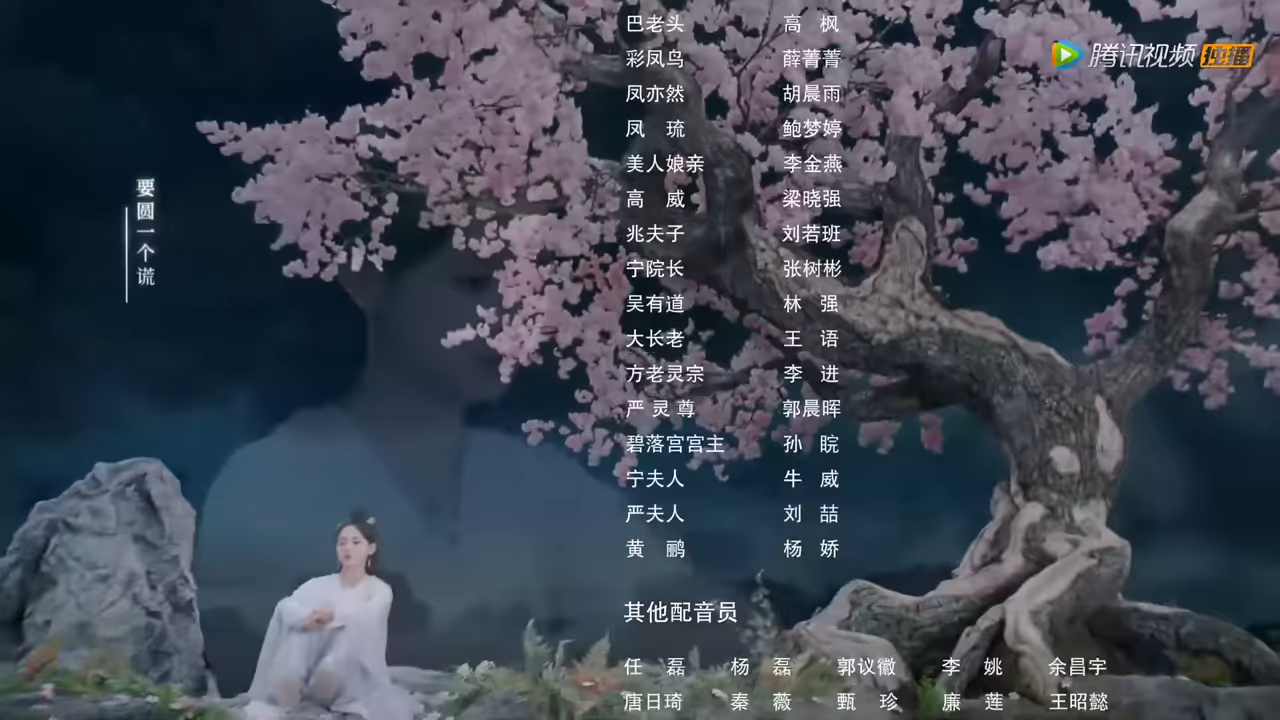 腾讯视频 独播
要圆一个谎
巴老头 高 枫
彩凤鸟 薛菁菁
凤亦然 胡晨雨
凤 琉 鲍梦婷
美人娘亲 李金燕
高 威 梁晓强
兆夫子 刘若班
宁院长 张树彬
吴有道 林 强
大长老 王 语
方老灵宗 李 进
严灵尊 郭晨晖
碧落宫宫主 孙 睆
宁夫人 牛 威
严夫人 刘 喆
黄 鹂 杨 娇
其他配音员
任 磊 杨 磊 郭议徽 李 姚 余昌宇
唐日琦 秦 薇 甄 珍 廉 莲 王昭懿